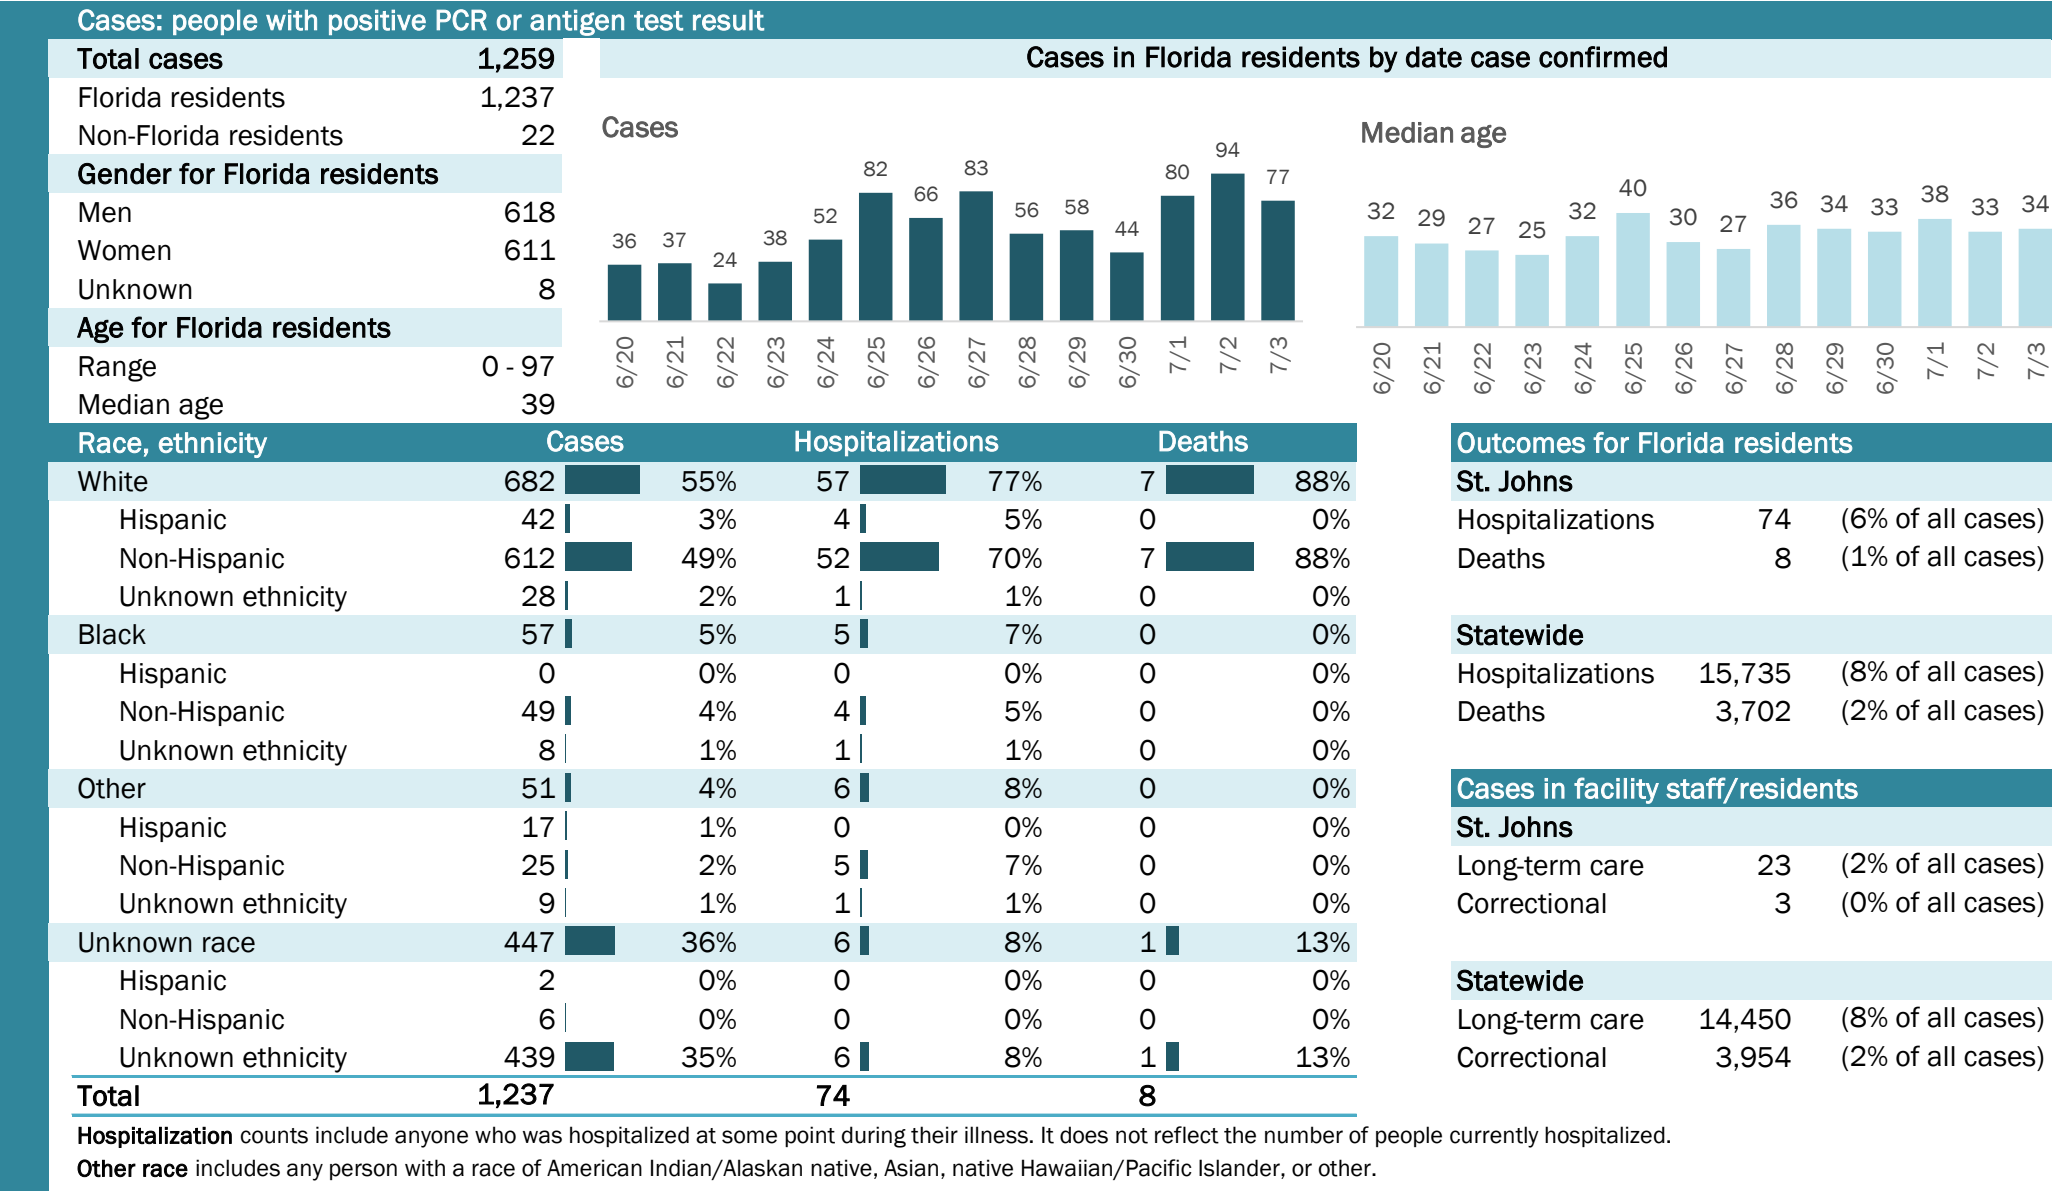 Cases: people with positive PCR or antigen test result
Total cases 1,259
Florida residents 1,237
Non-Florida residents 22
Gender for Florida residents
Men 618
Women 611
Unknown 8
Age for Florida residents
Range 0 - 97
Median age 39
Cases in Florida residents by date case confirmed
Cases
36 37 24 38 52 82 66 83 56 58 44 80 94 77
6/20 6/21 6/22 6/23 6/24 6/25 6/26 6/27 6/28 6/29 6/30 7/1 7/2 7/3
Median age
32 29 27 25 32 40 30 27 36 34 33 38 33 34
6/20 6/21 6/22 6/23 6/24 6/25 6/26 6/27 6/28 6/29 6/30 7/1 7/2 7/3
Race, ethnicity Cases Hospitalizations Deaths
White 682 55% 57 77% 7 88%
Hispanic 42 3% 4 5% 0 0%
Non-Hispanic 612 49% 52 70% 7 88%
Unknown ethnicity 28 2% 1 1% 0 0%
Black 57 5% 5 7% 0 0%
Hispanic 0 0% 0 0% 0 0%
Non-Hispanic 49 4% 4 5% 0 0%
Unknown ethnicity 8 1% 1 1% 0 0%
Other 51 4% 6 8% 0 0%
Hispanic 17 1% 0 0% 0 0%
Non-Hispanic 25 2% 5 7% 0 0%
Unknown ethnicity 9 1% 1 1% 0 0%
Unknown race 447 36% 6 8% 1 13%
Hispanic 2 0% 0 0% 0 0%
Non-Hispanic 6 0% 0 0% 0 0%
Unknown ethnicity 439 35% 6 8% 1 13%
Total 1,237 74 8
Outcomes for Florida residents
St. Johns
Hospitalizations 74 (6% of all cases)
Deaths 8 (1% of all cases)
Statewide
Hospitalizations 15,735 (8% of all cases)
Deaths 3,702 (2% of all cases)
Cases in facility staff/residents
St. Johns
Long-term care 23 (2% of all cases)
Correctional 3 (0% of all cases)
Statewide
Long-term care 14,450 (8% of all cases)
Correctional 3,954 (2% of all cases)
Hospitalization counts include anyone who was hospitalized at some point during their illness. It does not reflect the number of people currently hospitalized.
Other race includes any person with a race of American Indian/Alaskan native, Asian, native Hawaiian/Pacific Islander, or other.